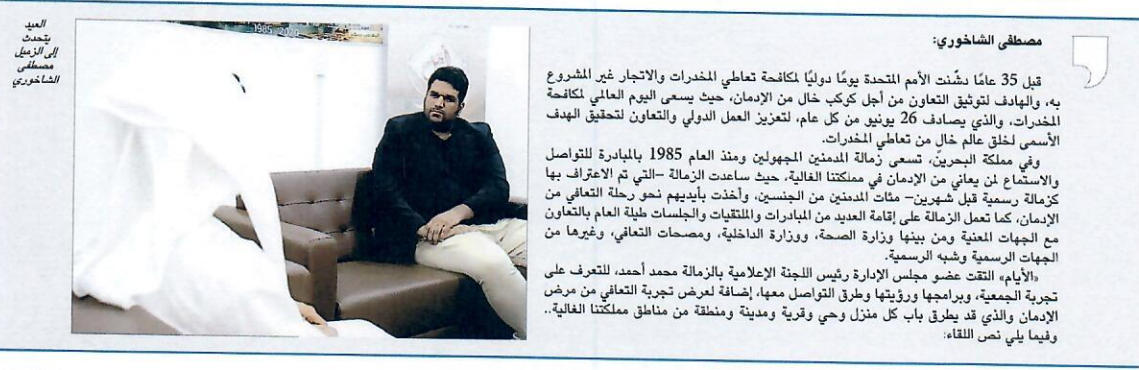 مصطفى الشاخوري:
قبل 35 عامًا دشّنت الأمم المتحدة يومًا دوليًا لمكافحة تعاطي المخدرات والاتجار غير المشروع
به، والهادف لتوثيق التعاون من أجل كوكب خال من الإدمان، حيث يسعى اليوم العالمي لمكافحة
المخدرات، والذي يصادف 26 يونيو من كل عام، لتعزيز العمل الدولي والتعاون لتحقيق الهدف
الأسمى لخلق عالم خالٍ من تعاطي المخدرات.
وفي مملكة البحرين، تسعى زمالة المدمنين المجهولين ومنذ العام 1985 بالمبادرة للتواصل
والاستماع لمن يعاني من الإدمان في مملكتنا الغالية، حيث ساعدت الزمالة –التي تم الاعتراف بها
كزمالة رسمية قبل شهرين– مئات المدمنين من الجنسين، وأخذت بأيديهم نحو رحلة التعافي من
الإدمان، كما تعمل الزمالة على إقامة العديد من المبادرات والملتقيات والجلسات طيلة العام بالتعاون
مع الجهات المعنية ومن بينها وزارة الصحة، ووزارة الداخلية، ومصحات التعافي، وغيرها من
الجهات الرسمية وشبه الرسمية.
«الأيام» التقت عضو مجلس الإدارة رئيس اللجنة الإعلامية بالزمالة محمد أحمد، للتعرف على
تجربة الجمعية، وبرامجها ورؤيتها وطرق التواصل معها، إضافة لعرض تجربة التعافي من مرض
الإدمان والذي قد يطرق باب كل منزل وحي وقرية ومدينة ومنطقة من مناطق مملكتنا الغالية..
وفيما يلي نص اللقاء:
العيد
يتحدث
إلى الزميل
مصطفى
الشاخوري
1985 - 2020